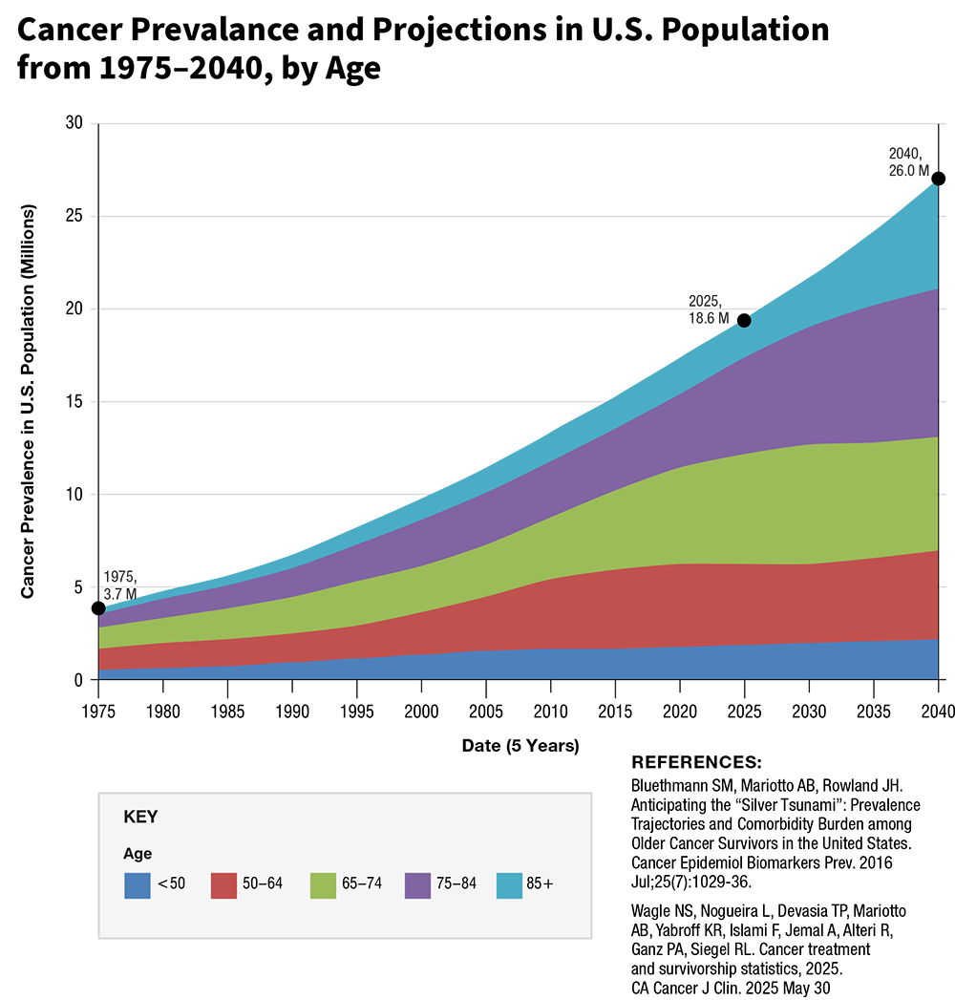 Cancer Prevalance and Projections in U.S. Population
from 1975–2040, by Age
Cancer Prevalence in U.S. Population (Millions)
30
25
20
15
10
5
0
1975,
3.7 M
2025,
18.6 M
2040,
26.0 M
1975 1980 1985 1990 1995 2000 2005 2010 2015 2020 2025 2030 2035 2040
Date (5 Years)
KEY
Age
<50 50–64 65–74 75–84 85+
REFERENCES:
Bluethmann SM, Mariotto AB, Rowland JH.
Anticipating the “Silver Tsunami”: Prevalence
Trajectories and Comorbidity Burden among
Older Cancer Survivors in the United States.
Cancer Epidemiol Biomarkers Prev. 2016
Jul;25(7):1029-36.
Wagle NS, Nogueira L, Devasia TP, Mariotto
AB, Yabroff KR, Islami F, Jemal A, Alteri R,
Ganz PA, Siegel RL. Cancer treatment
and survivorship statistics, 2025.
CA Cancer J Clin. 2025 May 30